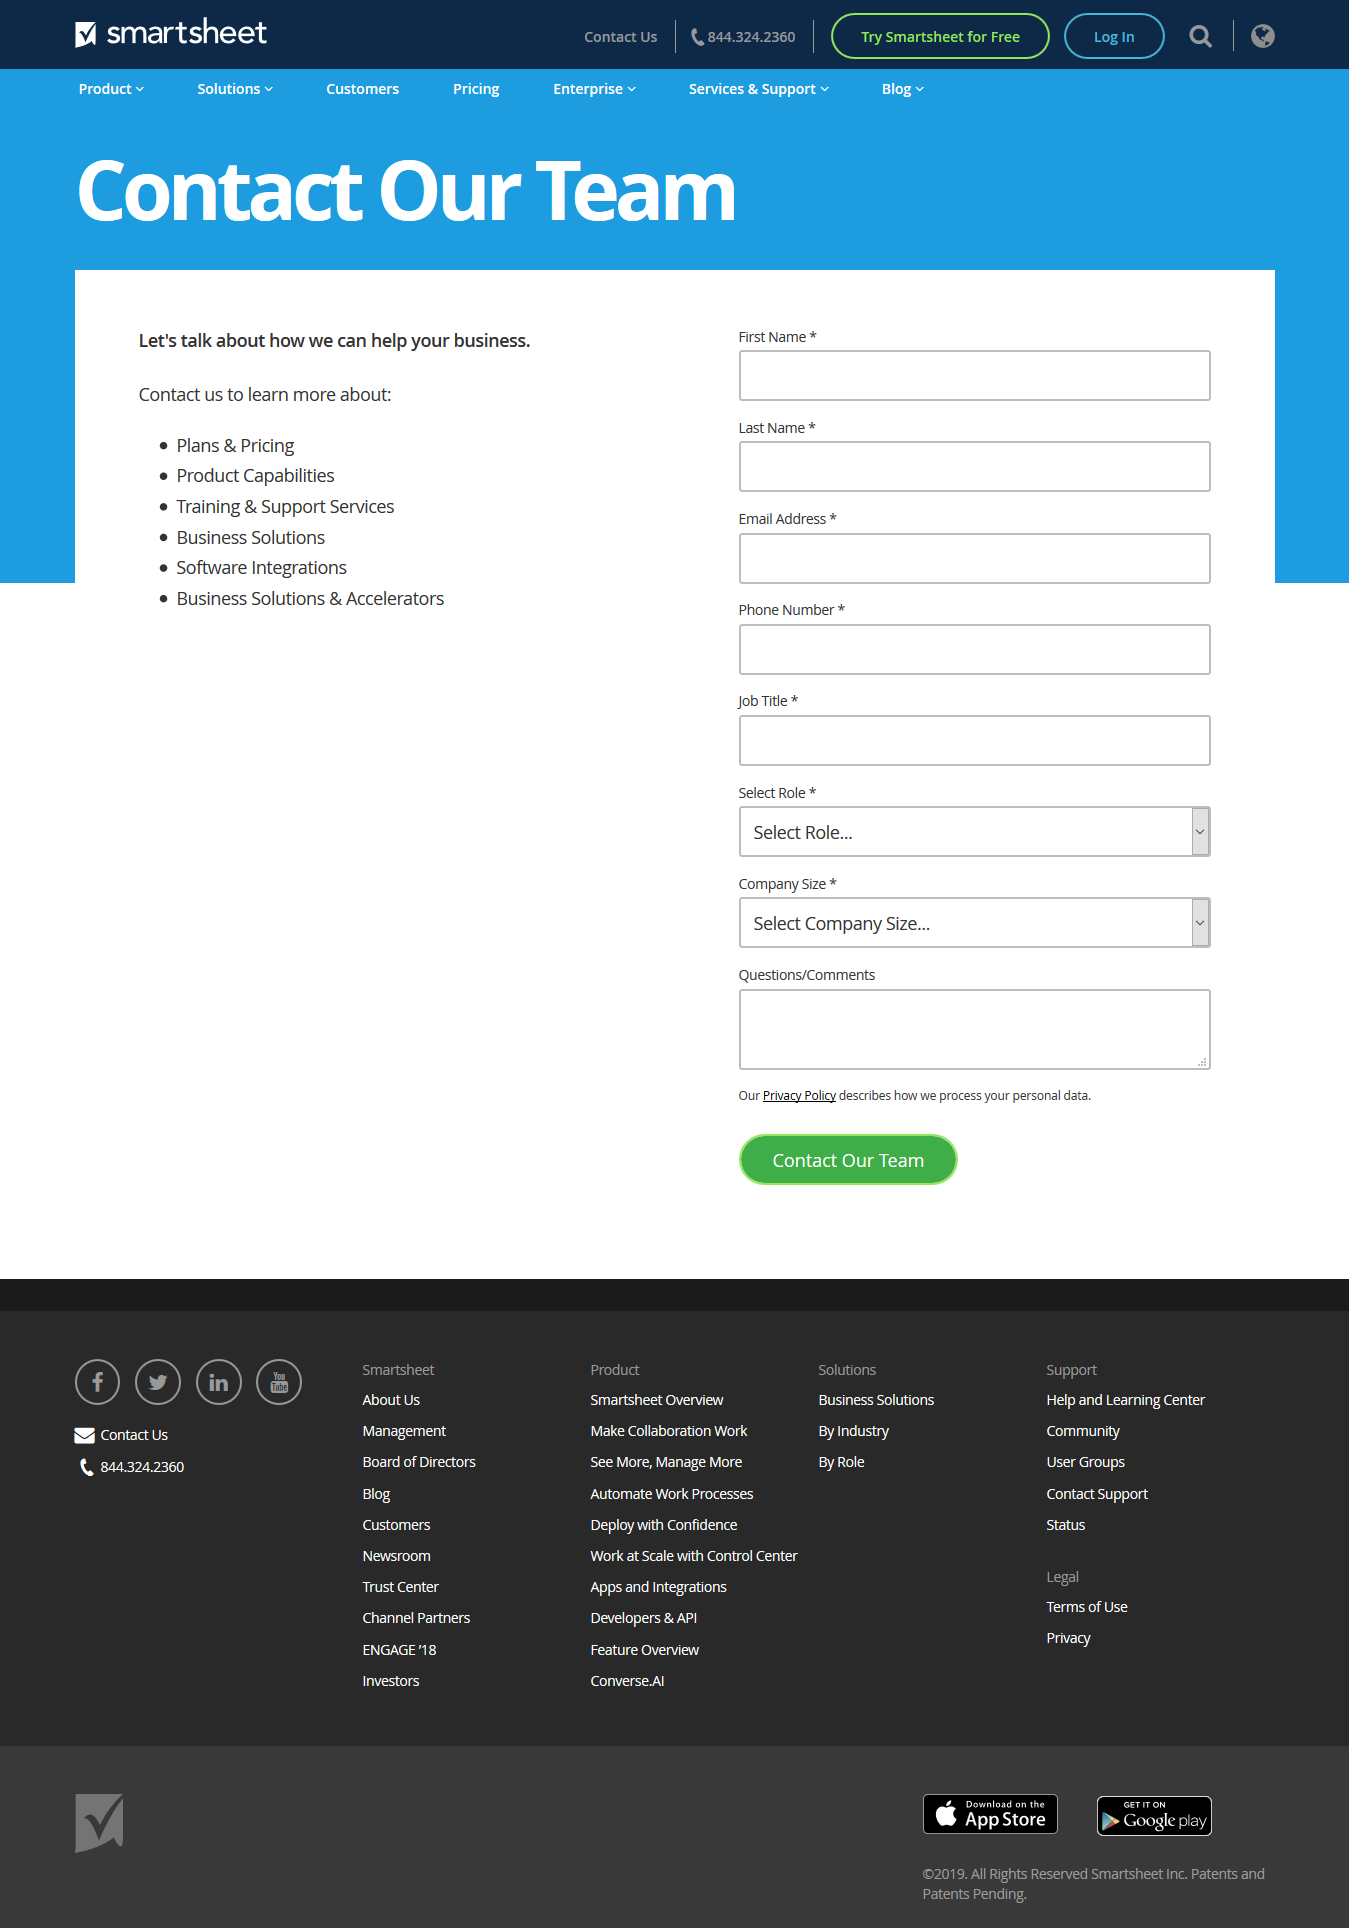 smartsheet
Contact Us
844.324.2360
Try Smartsheet for Free
Log In
Product
Solutions
Customers
Pricing
Enterprise
Services & Support
Blog
Contact Our Team
Let's talk about how we can help your business.
Contact us to learn more about:
Plans & Pricing
Product Capabilities
Training & Support Services
Business Solutions
Software Integrations
Business Solutions & Accelerators
First Name *
Last Name *
Email Address *
Phone Number *
Job Title *
Select Role *
Select Role...
Company Size *
Select Company Size...
Questions/Comments
Our Privacy Policy describes how we process your personal data.
Contact Our Team
You
Tube
Contact Us
844.324.2360
Smartsheet
About Us
Management
Board of Directors
Blog
Customers
Newsroom
Trust Center
Channel Partners
ENGAGE '18
Investors
Product
Smartsheet Overview
Make Collaboration Work
See More, Manage More
Automate Work Processes
Deploy with Confidence
Work at Scale with Control Center
Apps and Integrations
Developers & API
Feature Overview
Converse.AI
Solutions
Business Solutions
By Industry
By Role
Support
Help and Learning Center
Community
User Groups
Contact Support
Status
Legal
Terms of Use
Privacy
Download on the
App Store
GET IT ON
Google play
©2019. All Rights Reserved Smartsheet Inc. Patents and
Patents Pending.